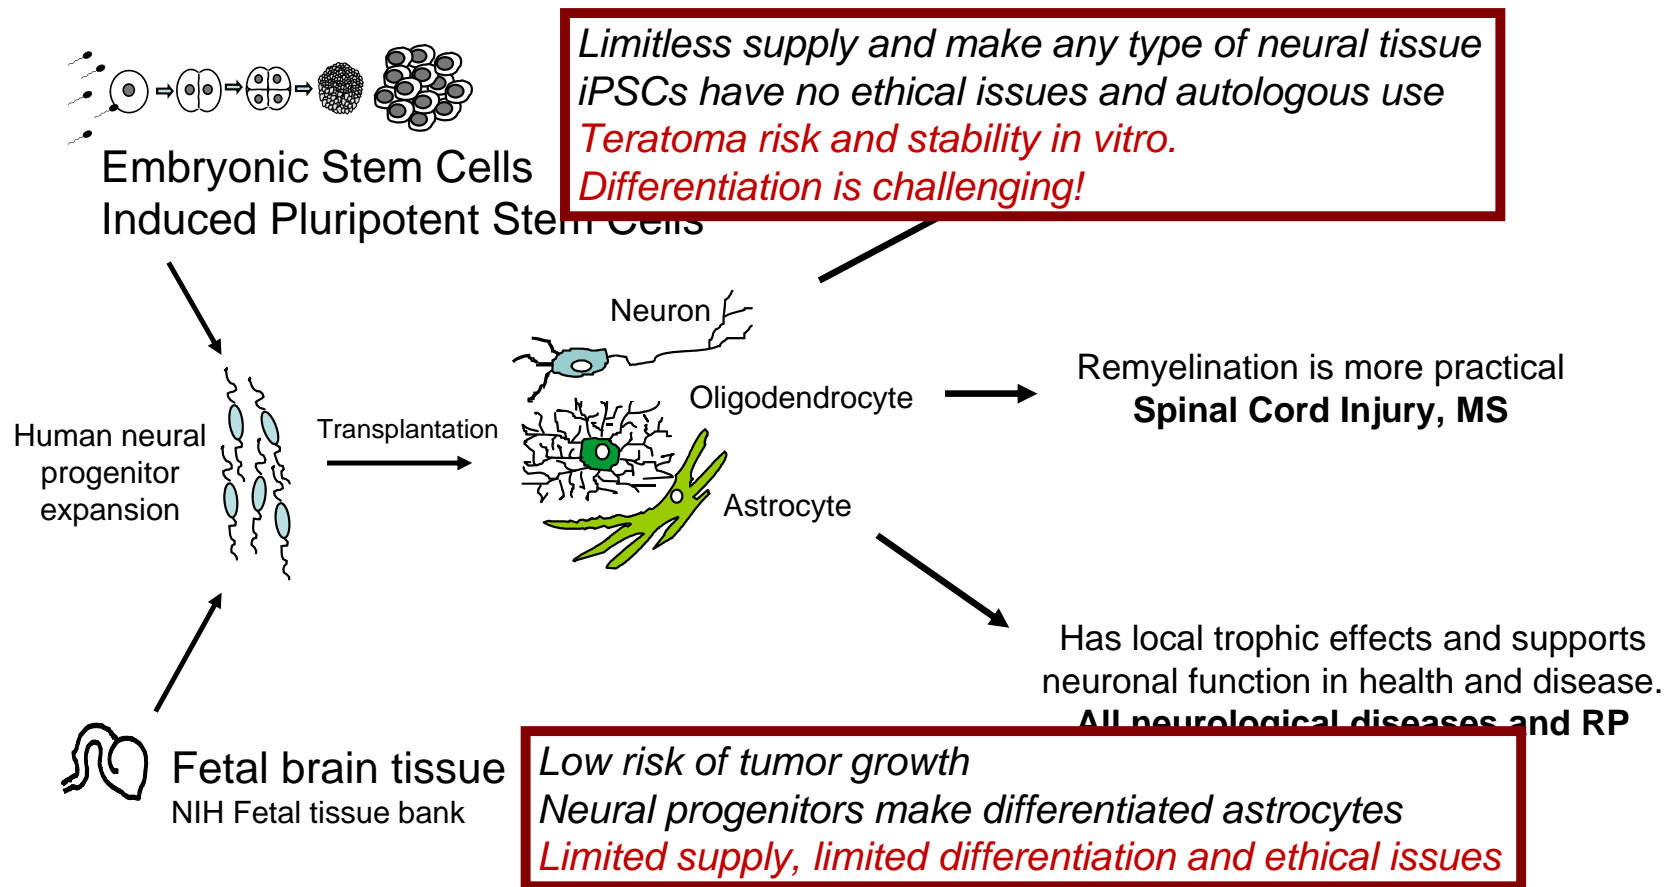 Limitless supply and make any type of neural tissue
iPSCs have no ethical issues and autologous use
Teratoma risk and stability in vitro.
Differentiation is challenging!
Embryonic Stem Cells
Induced Pluripotent Stem Cells
Neuron
Oligodendrocyte
Astrocyte
Human neural
progenitor
expansion
Transplantation
Remyelination is more practical
Spinal Cord Injury, MS
Has local trophic effects and supports
neuronal function in health and disease.
All neurological diseases and RP
Fetal brain tissue
NIH Fetal tissue bank
Low risk of tumor growth
Neural progenitors make differentiated astrocytes
Limited supply, limited differentiation and ethical issues